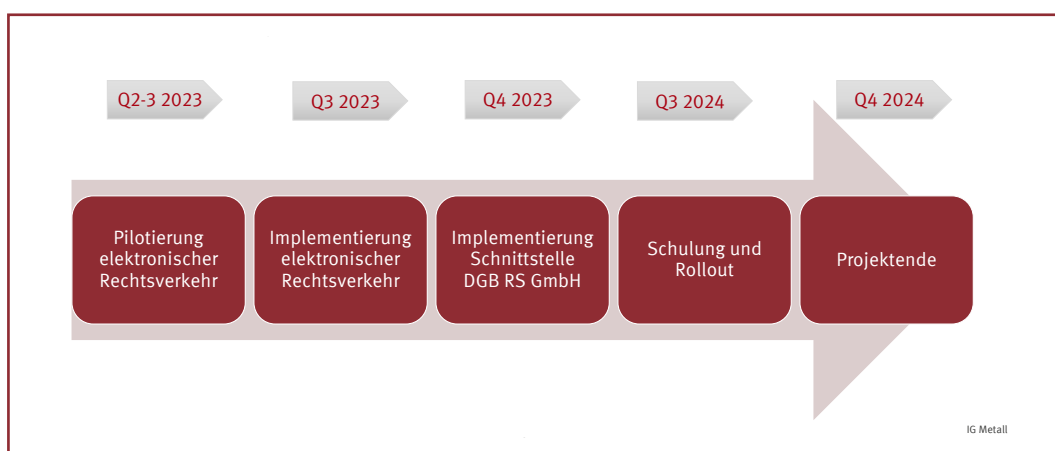 Q2-3 2023
Q3 2023
Q4 2023
Q3 2024
Q4 2024
Pilotierung
elektronischer
Rechtsverkehr
Implementierung
elektronischer
Rechtsverkehr
Implementierung
Schnittstelle
DGB RS GmbH
Schulung und
Rollout
Projektende
IG Metall